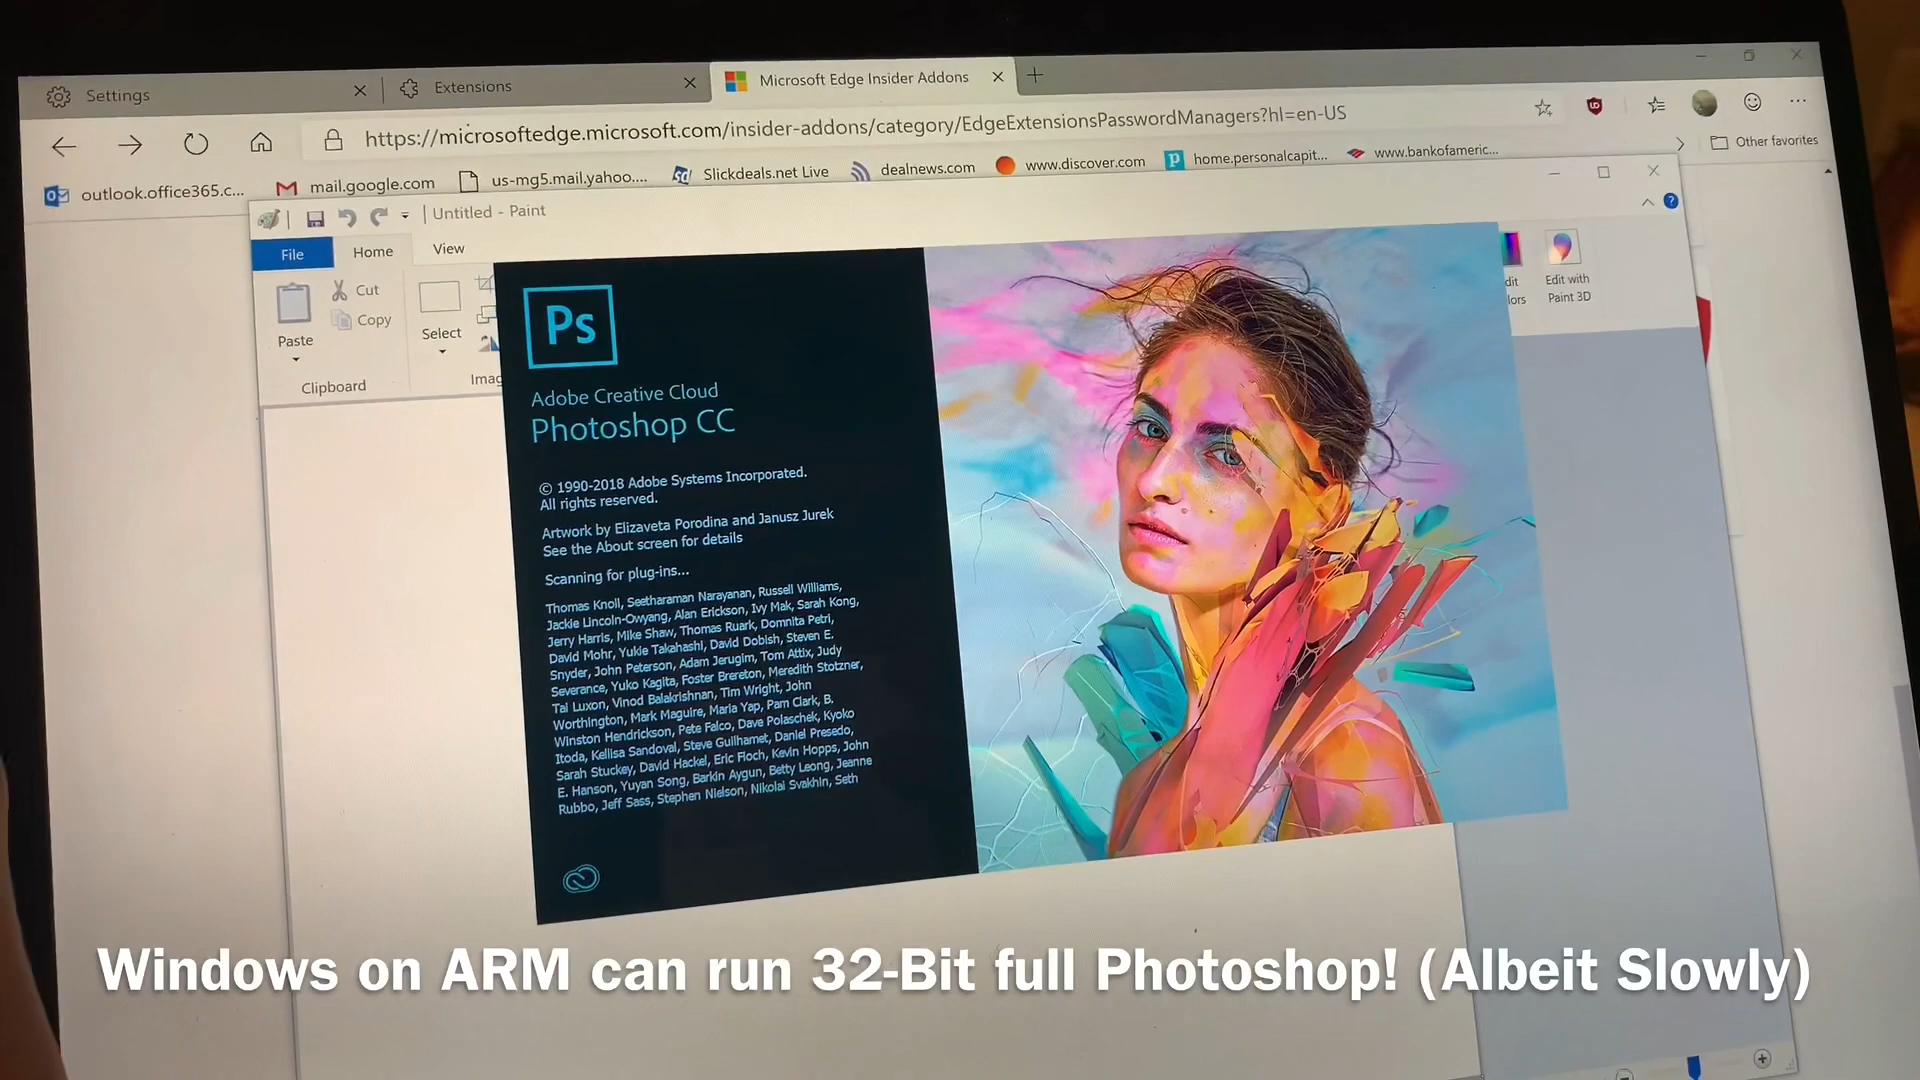 Settings
Extensions
Microsoft Edge Insider Addons
https://microsoftedge.microsoft.com/insider-addons/category/EdgeExtensionsPasswordManagers?hl=en-US
outlook.office365.c...
mail.google.com
us-mg5.mail.yahoo....
Slickdeals.net Live
dealnews.com
www.discover.com
home.personalcapit...
www.bankofameric...
Other favorites
Untitled - Paint
File
Home
View
Cut
Copy
Paste
Clipboard
Select
Imag
dit
lors
Edit with
Paint 3D
Ps
Adobe Creative Cloud
Photoshop CC
© 1990-2018 Adobe Systems Incorporated.
All rights reserved.
Artwork by Elizaveta Porodina and Janusz Jurek
See the About screen for details
Scanning for plug-ins...
Thomas Knoll, Seetharaman Narayanan, Russell Williams,
Jackie Lincoln-Owyang, Alan Erickson, Ivy Mak, Sarah Kong,
Jerry Harris, Mike Shaw, Thomas Ruark, Domnita Petri,
David Mohr, Yukie Takahashi, David Dobish, Steven E.
Snyder, John Peterson, Adam Jerugim, Tom Attix, Judy
Severance, Yuko Kagita, Foster Brereton, Meredith Stotzner,
Tai Luxon, Vinod Balakrishnan, Tim Wright, John
Worthington, Mark Maguire, Maria Yap, Pam Clark, B.
Winston Hendrickson, Pete Falco, Dave Polaschek, Kyoko
Itoda, Kellisa Sandoval, Steve Guilhamet, Daniel Presedo,
Sarah Stuckey, David Hackel, Eric Floch, Kevin Hopps, John
E. Hanson, Yuyan Song, Barkin Aygun, Betty Leong, Jeanne
Rubbo, Jeff Sass, Stephen Nielson, Nikolai Svakhin, Seth
Windows on ARM can run 32-Bit full Photoshop! (Albeit Slowly)